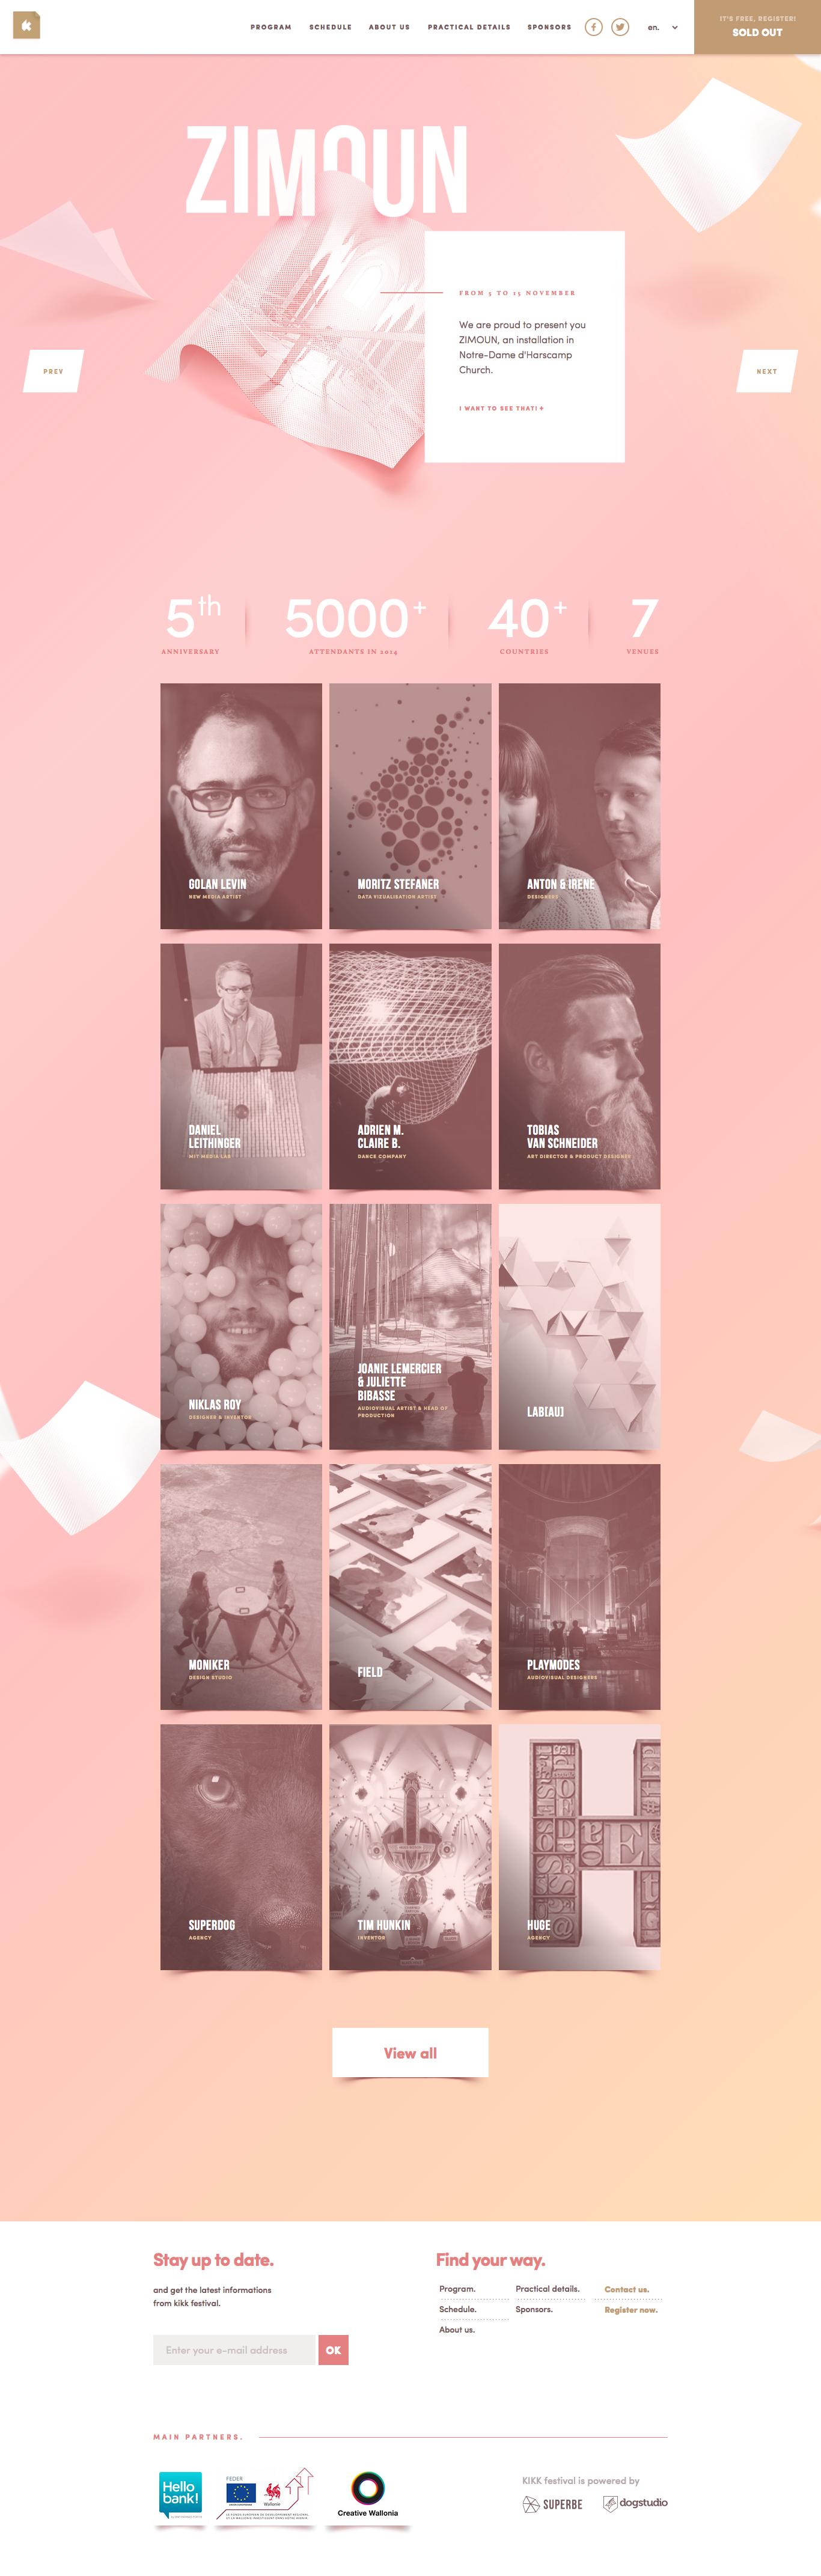 PROGRAM SCHEDULE ABOUT US PRACTICAL DETAILS SPONSORS en. IT'S FREE, REGISTER!
SOLD OUT
ZIMOUN
FROM 3 TO 15 NOVEMBER
We are proud to present you
ZIMOUN, an installation in
Notre-Dame d'Harscamp
Church.
I WANT TO SEE THAT! +
PREV
NEXT
5th 5000+ 40+ 7
ANNIVERSARY ATTENDANTS IN 2014 COUNTRIES VENUES
GOLAN LEVIN
NEW MEDIA ARTIST
MORITZ STEFANER
DATA VIZUALISATION ARTIST
ANTON & IRENE
DESIGNERS
DANIEL
LEITHINGER
MIT MEDIA LAB
ADRIEN M.
CLAIRE B.
DANCE COMPANY
TOBIAS
VAN SCHNEIDER
ART DIRECTOR & PRODUCT DESIGNER
NIKLAS ROY
DESIGNER & INVENTOR
JOANIE LEMERCIER
& JULIETTE
BIBASSE
AUDIOVISUAL ARTIST & HEAD OF
PRODUCTION
LAB[AU]
MONIKER
DESIGN STUDIO
FIELD
PLAYMODES
AUDIOVISUAL DESIGNERS
SUPERDOG
AGENCY
TIM HUNKIN
INVENTOR
HUGE
AGENCY
View all
Stay up to date.
and get the latest informations
from kikk festival.
Enter your e-mail address OK
Find your way.
Program. Practical details. Contact us.
Schedule. Sponsors. Register now.
About us.
MAIN PARTNERS.
Hello
bank!
FEDER
Wallonie
Creative Wallonia
KIKK festival is powered by
SUPERBE dogstudio